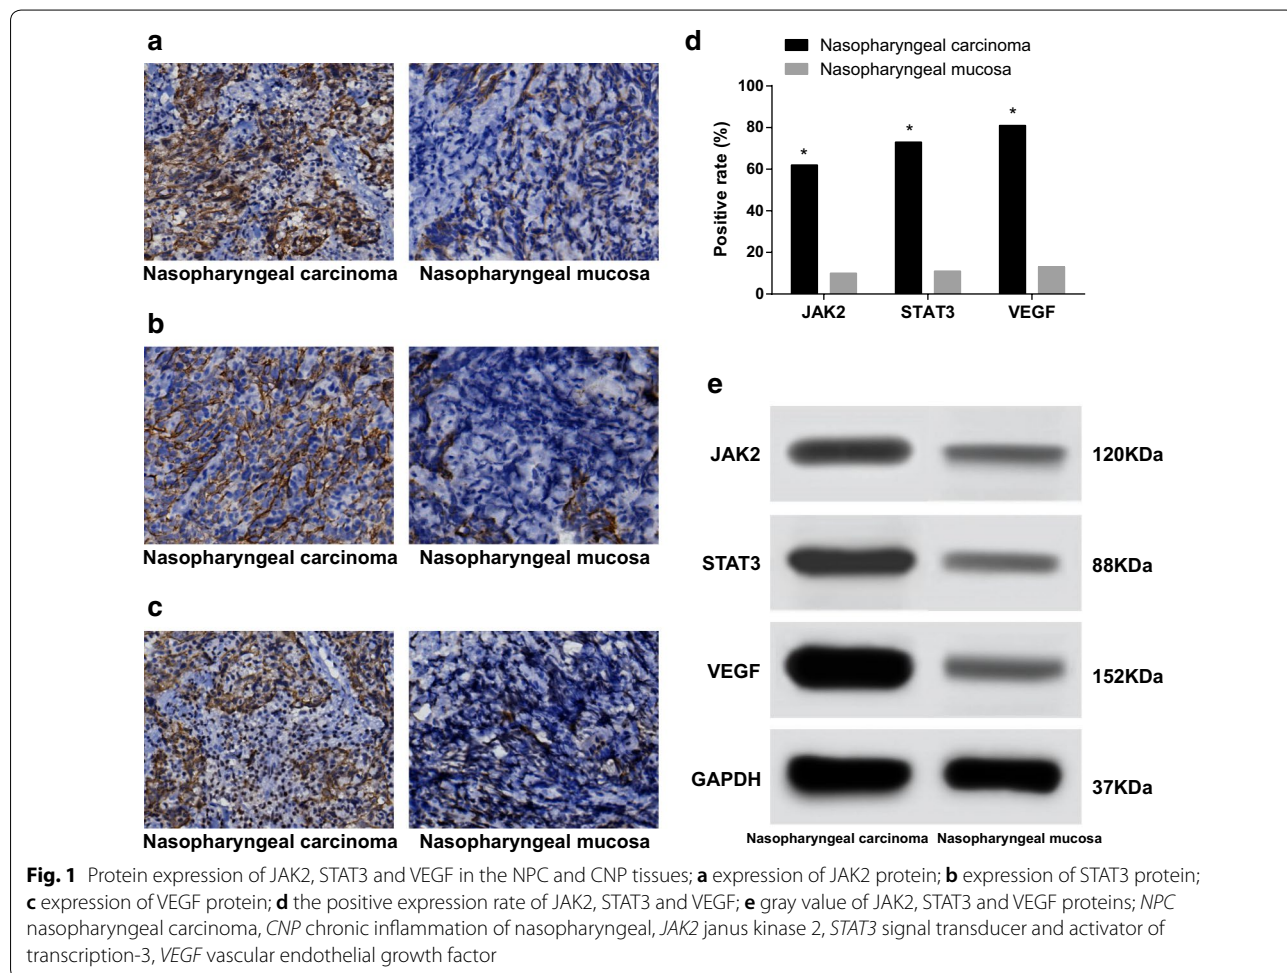 a
Nasopharyngeal carcinoma Nasopharyngeal mucosa
b
Nasopharyngeal carcinoma Nasopharyngeal mucosa
c
Nasopharyngeal carcinoma Nasopharyngeal mucosa
d
Nasopharyngeal carcinoma
Nasopharyngeal mucosa
Positive rate (%)
100
80
60
40
20
0
* * *
JAK2 STAT3 VEGF
e
JAK2 120KDa
STAT3 88KDa
VEGF 152KDa
GAPDH 37KDa
Nasopharyngeal carcinoma Nasopharyngeal mucosa
Fig. 1 Protein expression of JAK2, STAT3 and VEGF in the NPC and CNP tissues; a expression of JAK2 protein; b expression of STAT3 protein;
c expression of VEGF protein; d the positive expression rate of JAK2, STAT3 and VEGF; e gray value of JAK2, STAT3 and VEGF proteins; NPC
nasopharyngeal carcinoma, CNP chronic inflammation of nasopharyngeal, JAK2 janus kinase 2, STAT3 signal transducer and activator of
transcription-3, VEGF vascular endothelial growth factor